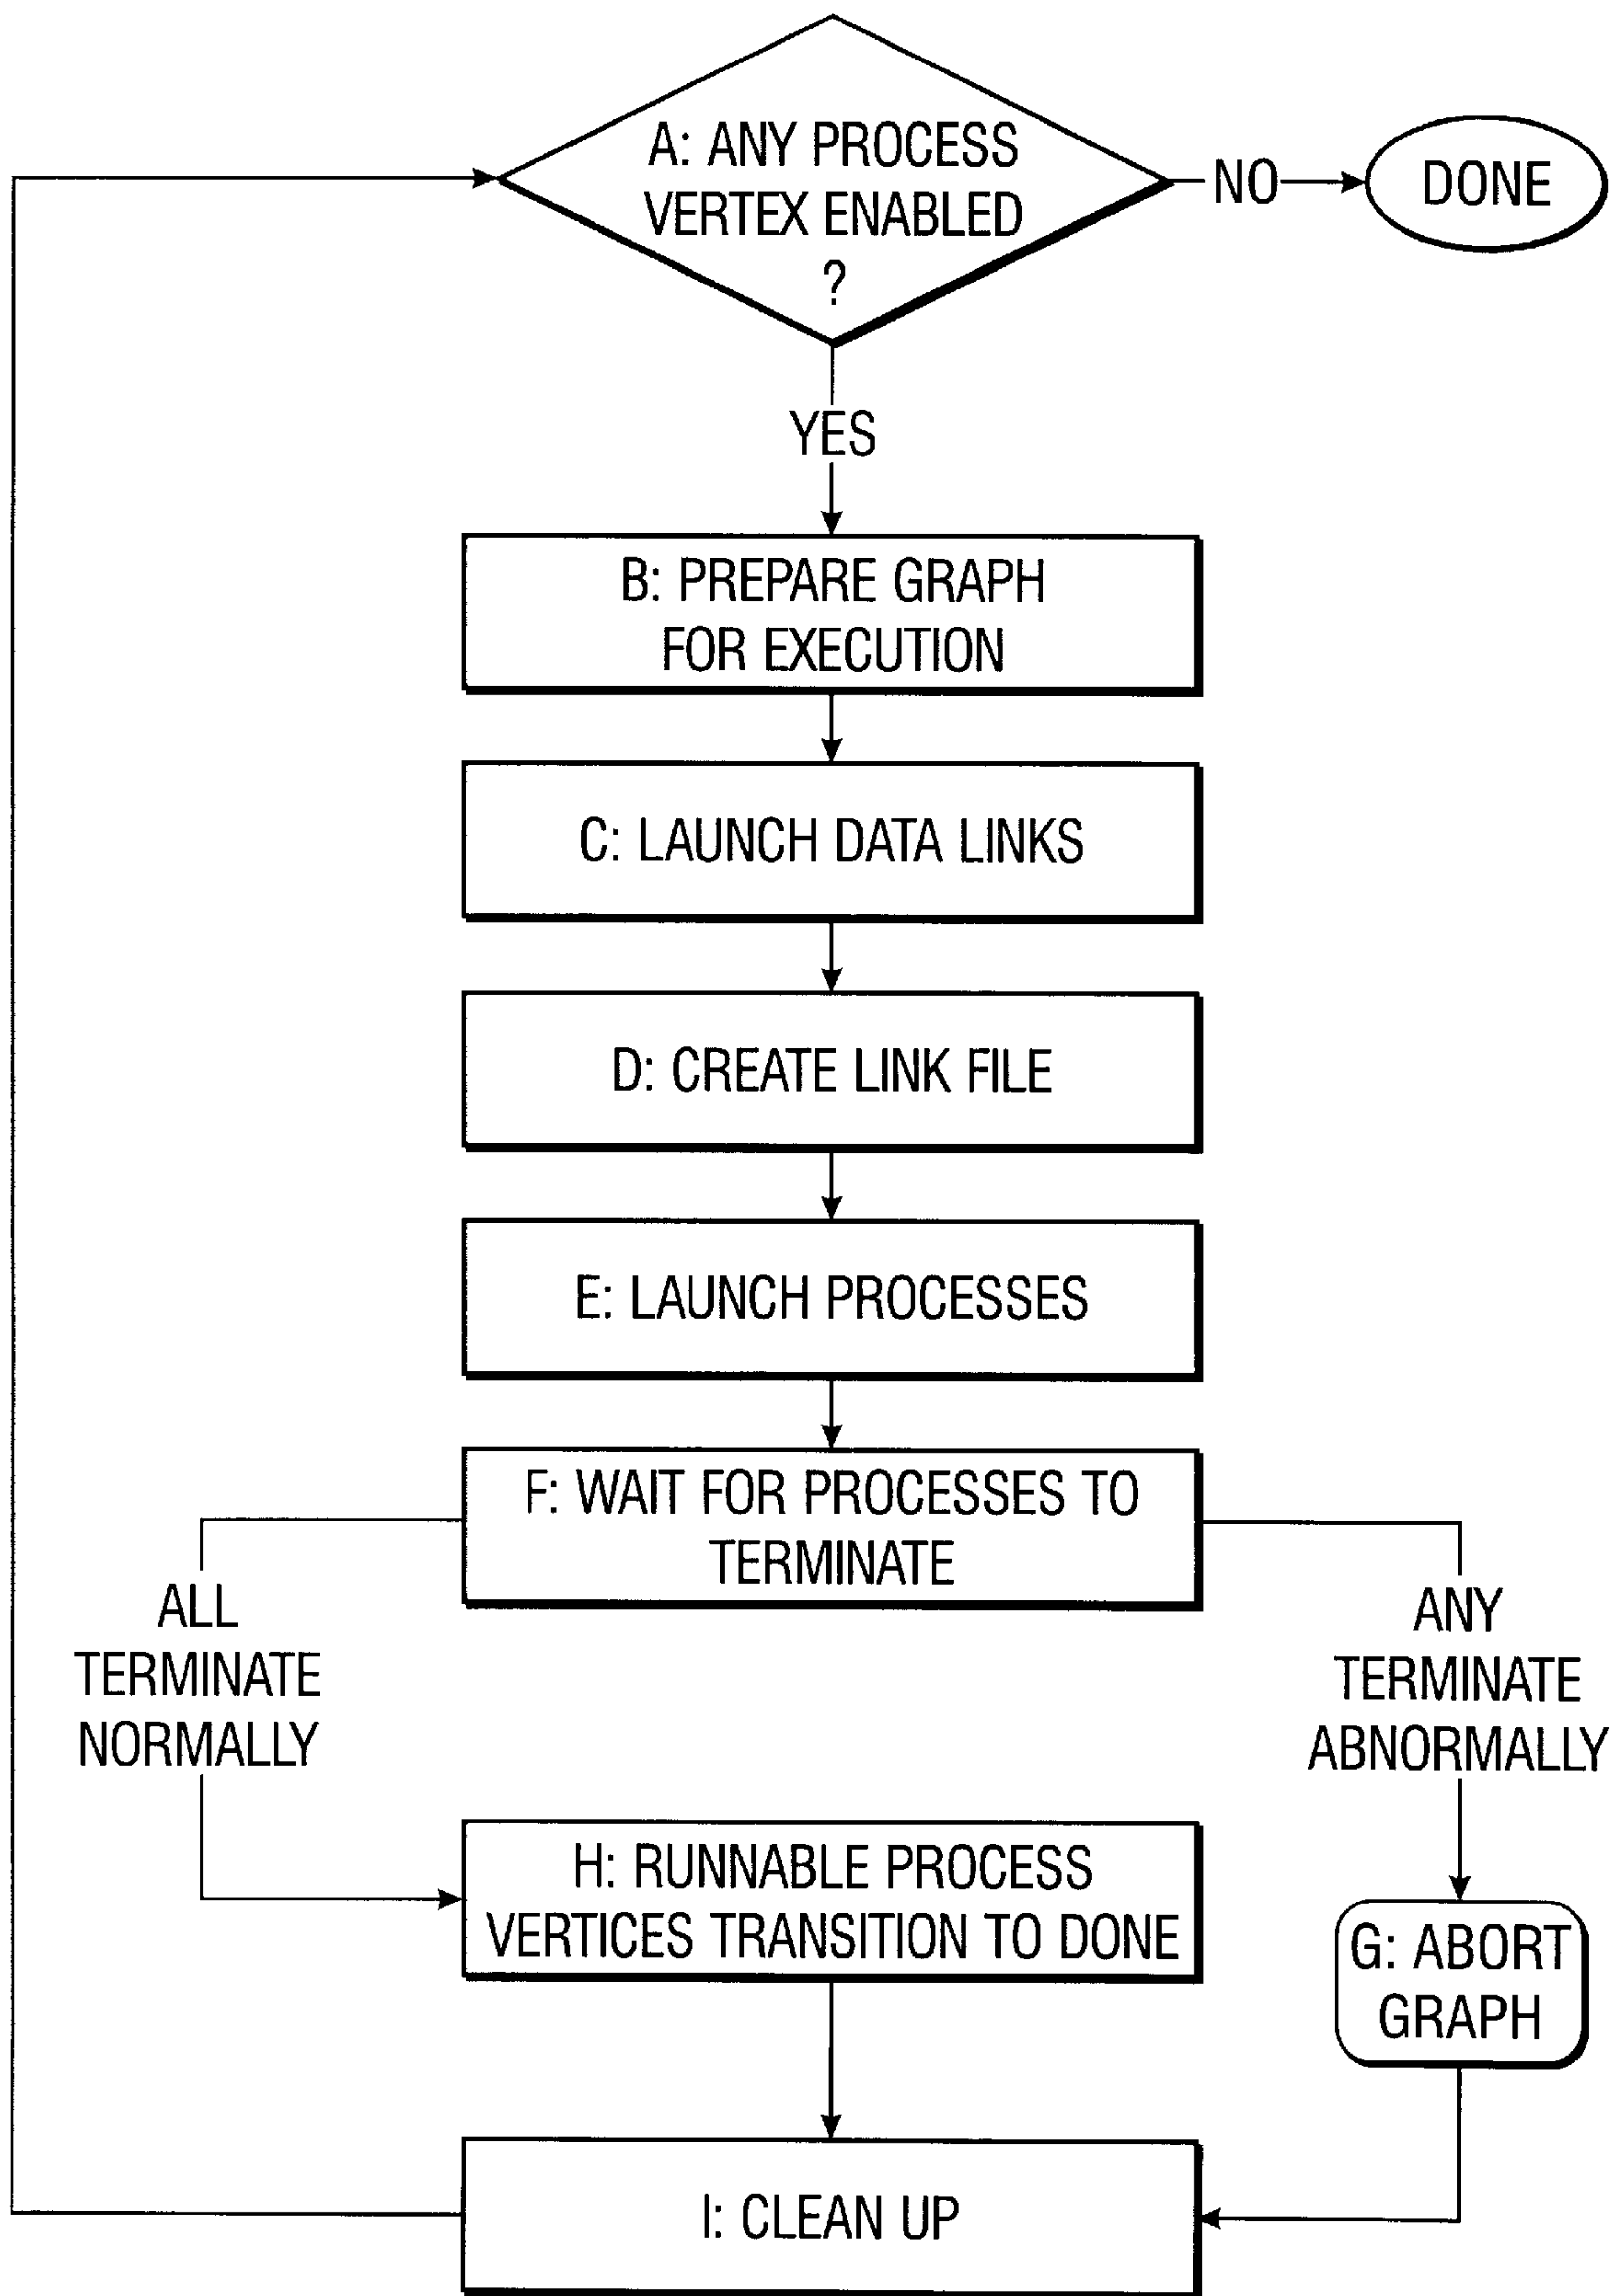 A: ANY PROCESS
VERTEX ENABLED
?
NO
DONE
YES
B: PREPARE GRAPH
FOR EXECUTION
C: LAUNCH DATA LINKS
D: CREATE LINK FILE
E: LAUNCH PROCESSES
F: WAIT FOR PROCESSES TO
TERMINATE
ALL
TERMINATE
NORMALLY
ANY
TERMINATE
ABNORMALLY
H: RUNNABLE PROCESS
VERTICES TRANSITION TO DONE
G: ABORT
GRAPH
I: CLEAN UP